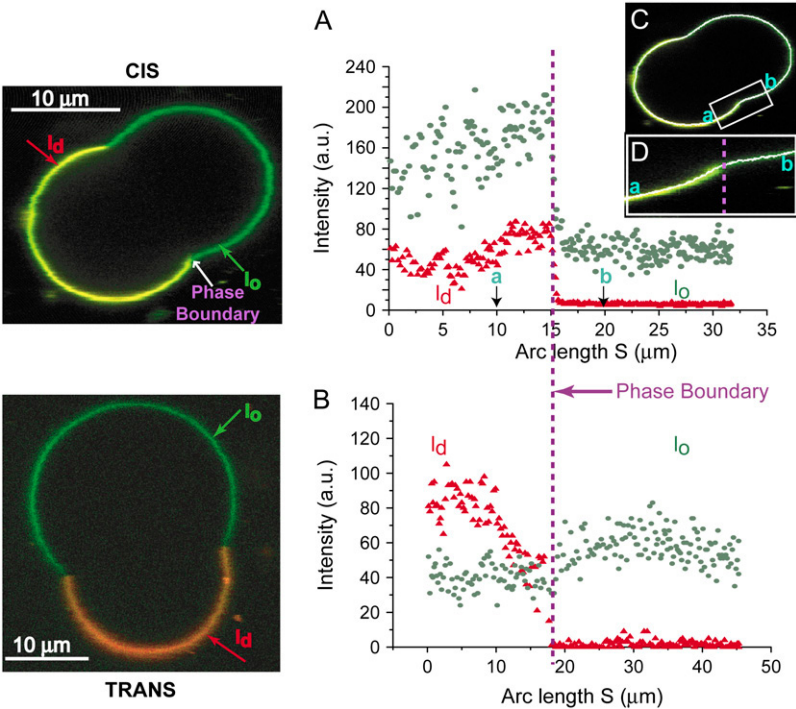 CIS
10 μm
ld
lo
Phase
Boundary
A
Intensity (a.u.)
240
200
160
120
80
40
0
ld
a
b
lo
0
5
10
15
20
25
30
35
Arc length S (μm)
C
a
b
D
a
b
Phase Boundary
B
Intensity (a.u.)
140
120
100
80
60
40
20
0
ld
lo
0
10
20
30
40
50
Arc length S (μm)
lo
ld
10 μm
TRANS